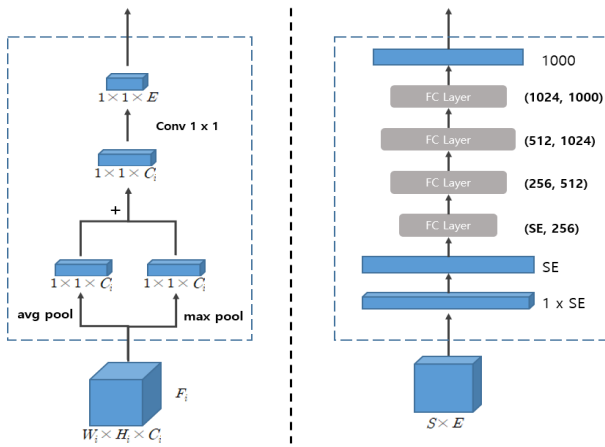 1 × 1 × E
Conv 1 x 1
1 × 1 × C_i
+
1 × 1 × C_i
1 × 1 × C_i
avg pool
max pool
F_i
W_i × H_i × C_i
1000
FC Layer
(1024, 1000)
FC Layer
(512, 1024)
FC Layer
(256, 512)
FC Layer
(SE, 256)
SE
1 x SE
S × E